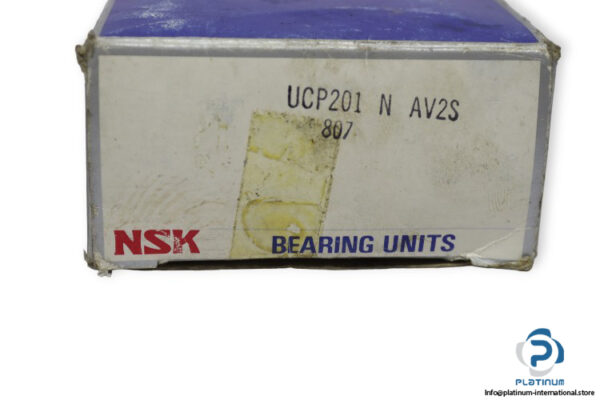 UCP201 N AV2S
807
NSK BEARING UNITS
PLATINUM
Info@platinum-international.store